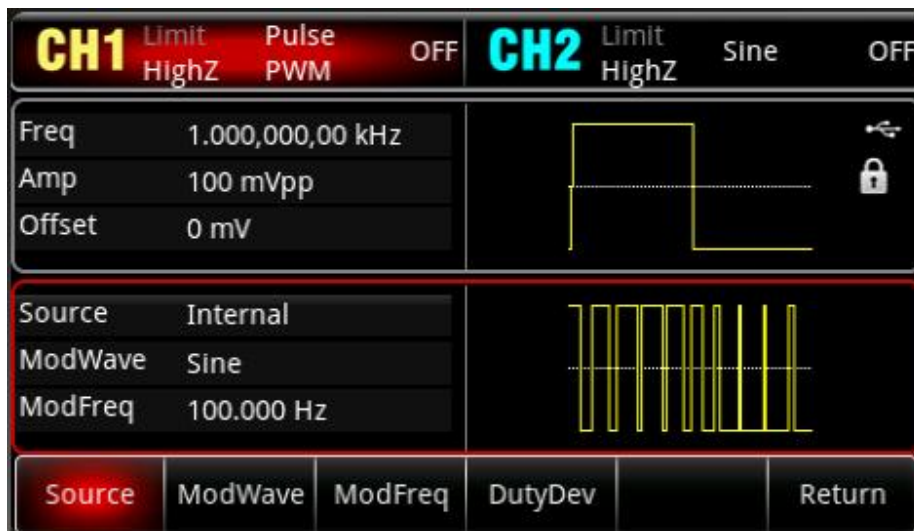 CH1 Limit HighZ Pulse PWM OFF CH2 Limit HighZ Sine OFF
Freq 1.000,000,00 kHz
Amp 100 mVpp
Offset 0 mV
Source Internal
ModWave Sine
ModFreq 100.000 Hz
Source ModWave ModFreq DutyDev Return